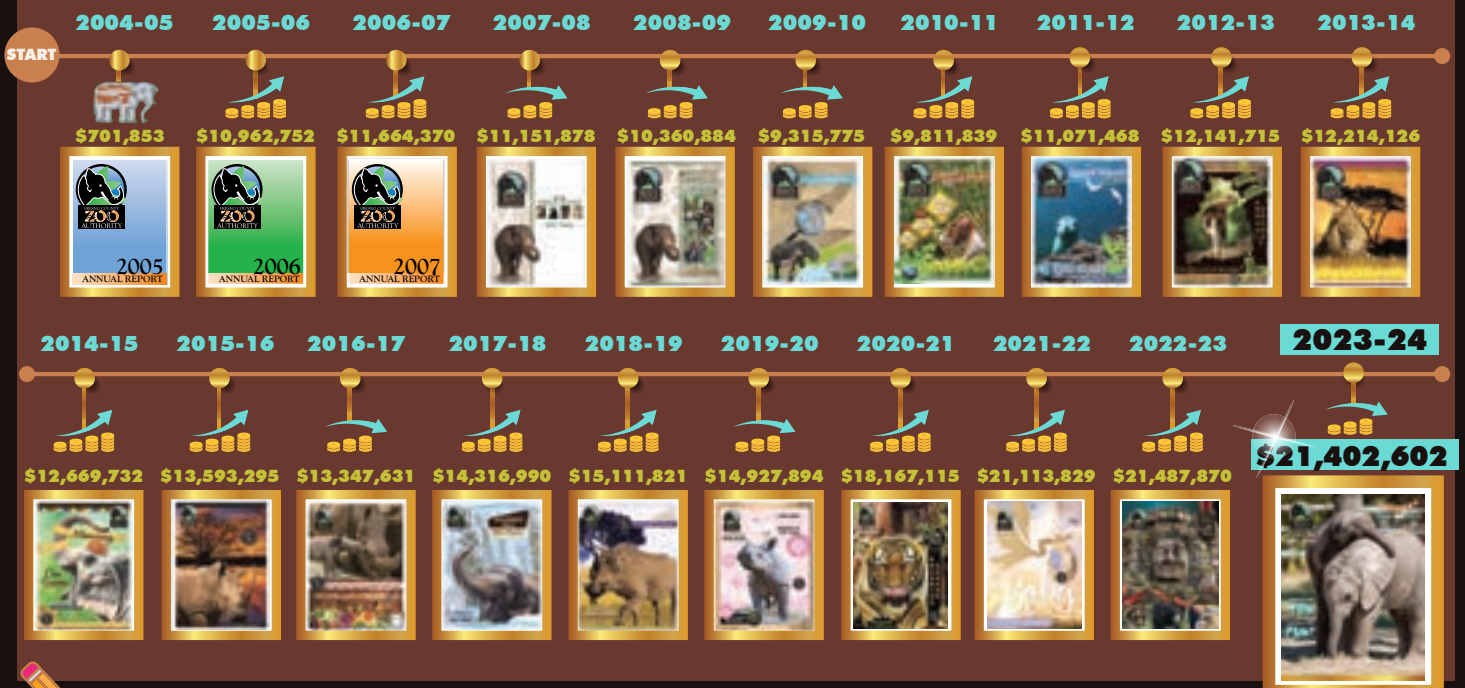 2004-05 2005-06 2006-07 2007-08 2008-09 2009-10 2010-11 2011-12 2012-13 2013-14
START
$701,853 $10,962,752 $11,664,370 $11,151,878 $10,360,884 $9,315,775 $9,811,839 $11,071,468 $12,141,715 $12,214,126
FRESNO COUNTY FRESNO COUNTY FRESNO COUNTY
ZOO ZOO ZOO
AUTHORITY AUTHORITY AUTHORITY
2005 2006 2007
ANNUAL REPORT ANNUAL REPORT ANNUAL REPORT
2014-15 2015-16 2016-17 2017-18 2018-19 2019-20 2020-21 2021-22 2022-23 2023-24
$12,669,732 $13,593,295 $13,347,631 $14,316,990 $15,111,821 $14,927,894 $18,167,115 $21,113,829 $21,487,870 $21,402,602